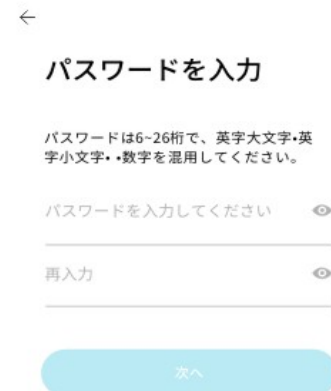 パスワードを入力
パスワードは6~26桁で、英字大文字•英
字小文字• •数字を混用してください。
パスワードを入力してください
再入力
次へ